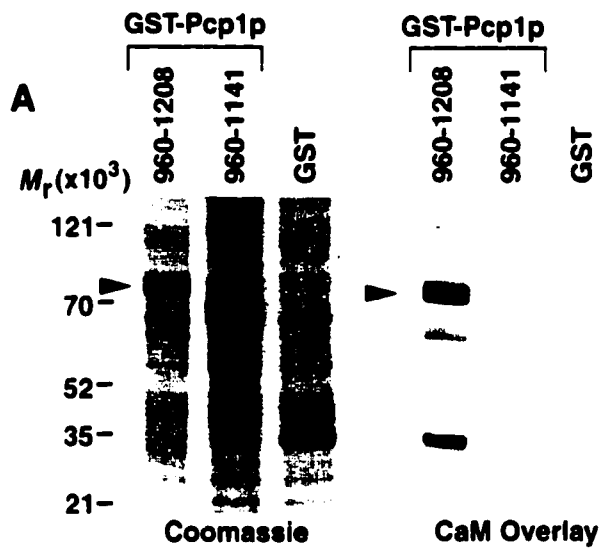 GST-Pcp1p
GST-Pcp1p
A
960-1208
960-1141
GST
960-1208
960-1141
GST
Mr(x10³)
121–
70–
52–
35–
21–
Coomassie
CaM Overlay